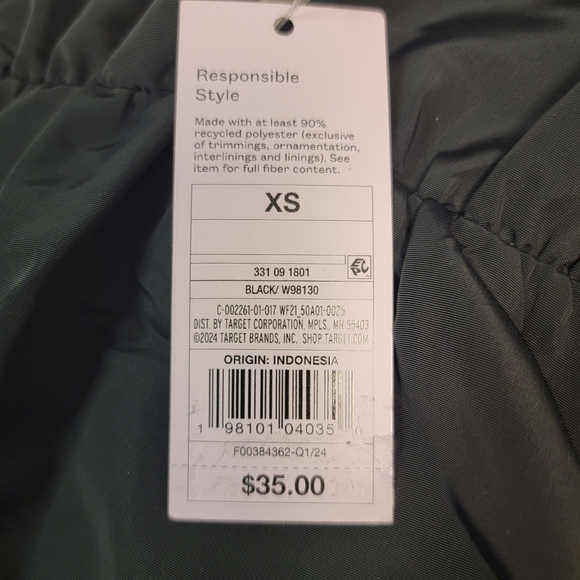 Responsible
Style
Made with at least 90%
recycled polyester (exclusive
of trimmings, ornamentation,
interlinings and linings). See
item for full fiber content.
XS
331 09 1801
BLACK/ W98130
C-002261-01-017 WF21_50A01-0025
DIST. BY TARGET CORPORATION, MPLS, MN 55403
©2024 TARGET BRANDS, INC. SHOP TARGET.COM
ORIGIN: INDONESIA
1 98101 04035
F00384362-Q1/24
$35.00